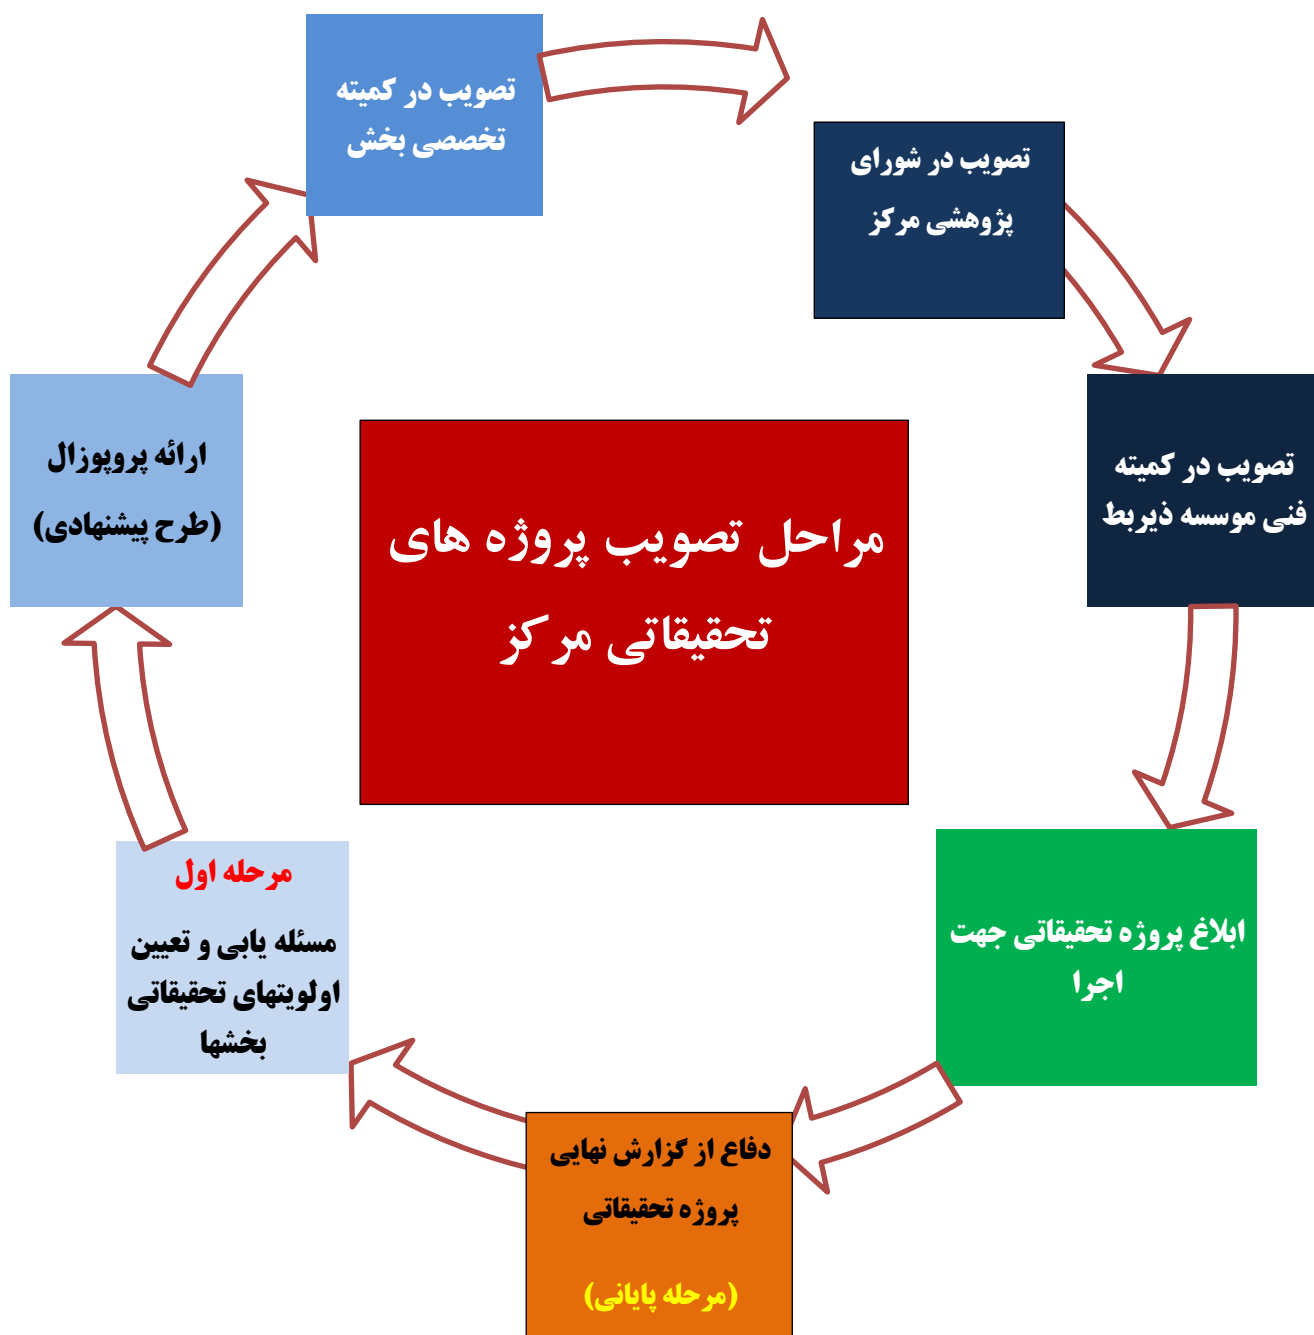 مراحل تصویب پروژه های
تحقیقاتی مرکز
مرحله اول
مسئله یابی و تعیین
اولویتهای تحقیقاتی
بخشها
ارائه پروپوزال
(طرح پیشنهادی)
تصویب در کمیته
تخصصی بخش
تصویب در شورای
پژوهشی مرکز
تصویب در کمیته
فنی موسسه ذیربط
ابلاغ پروژه تحقیقاتی جهت
اجرا
دفاع از گزارش نهایی
پروژه تحقیقاتی
(مرحله پایانی)